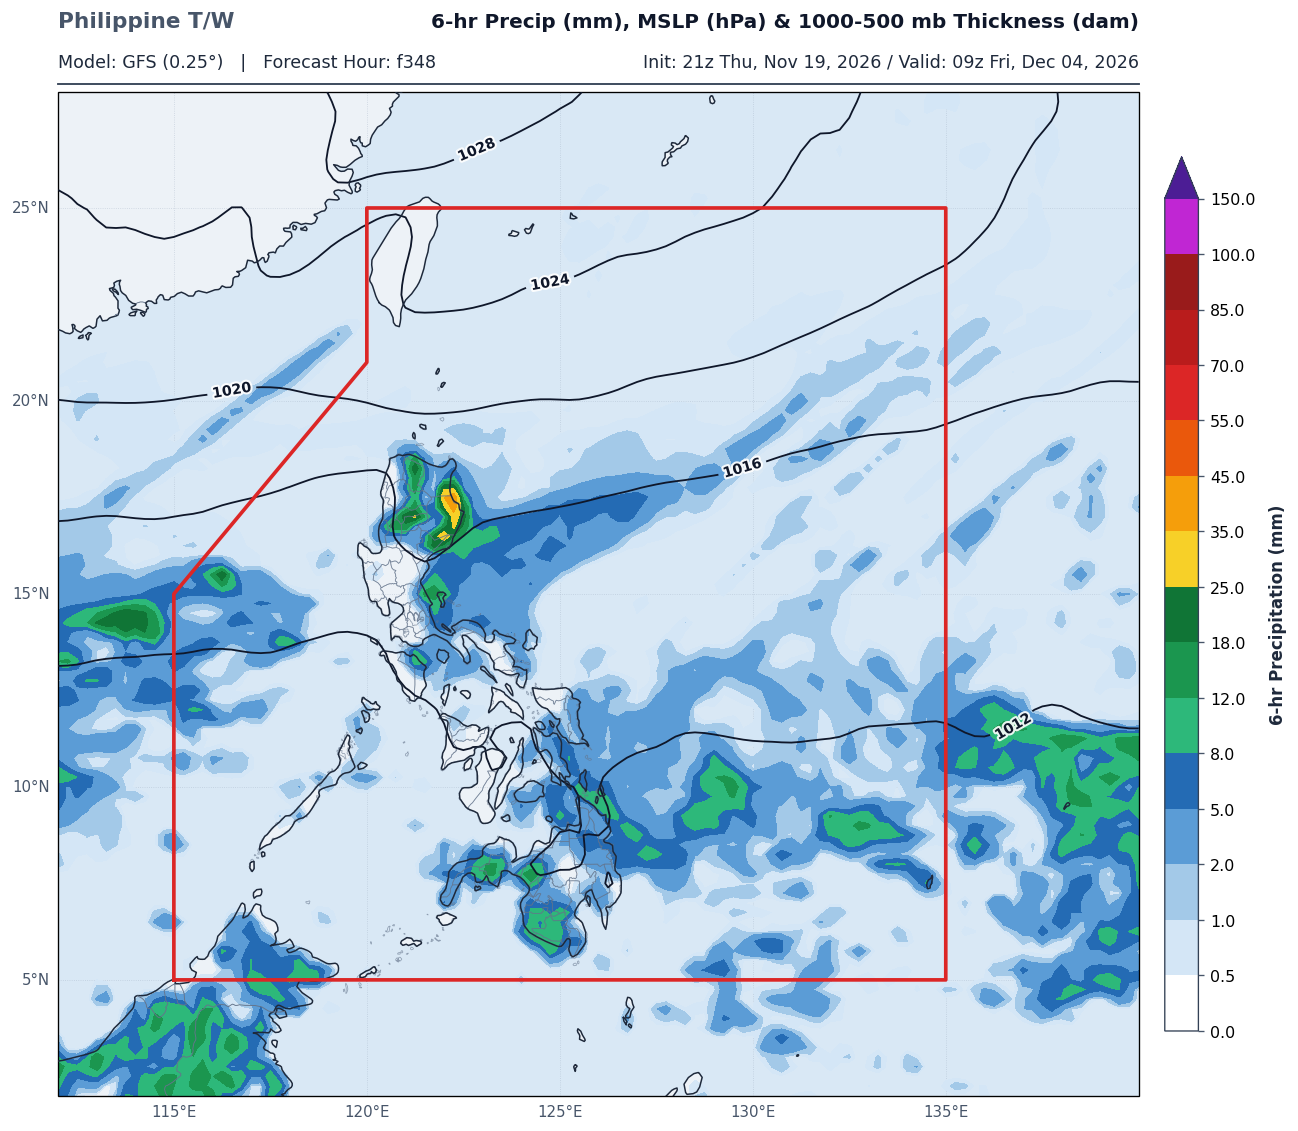 Philippine T/W
6-hr Precip (mm), MSLP (hPa) & 1000-500 mb Thickness (dam)
Model: GFS (0.25°) | Forecast Hour: f348
Init: 21z Thu, Nov 19, 2026 / Valid: 09z Fri, Dec 04, 2026
1028
1024
1020
1016
1012
25°N
20°N
15°N
10°N
5°N
115°E
120°E
125°E
130°E
135°E
150.0
100.0
85.0
70.0
55.0
45.0
35.0
25.0
18.0
12.0
8.0
5.0
2.0
1.0
0.5
0.0
6-hr Precipitation (mm)